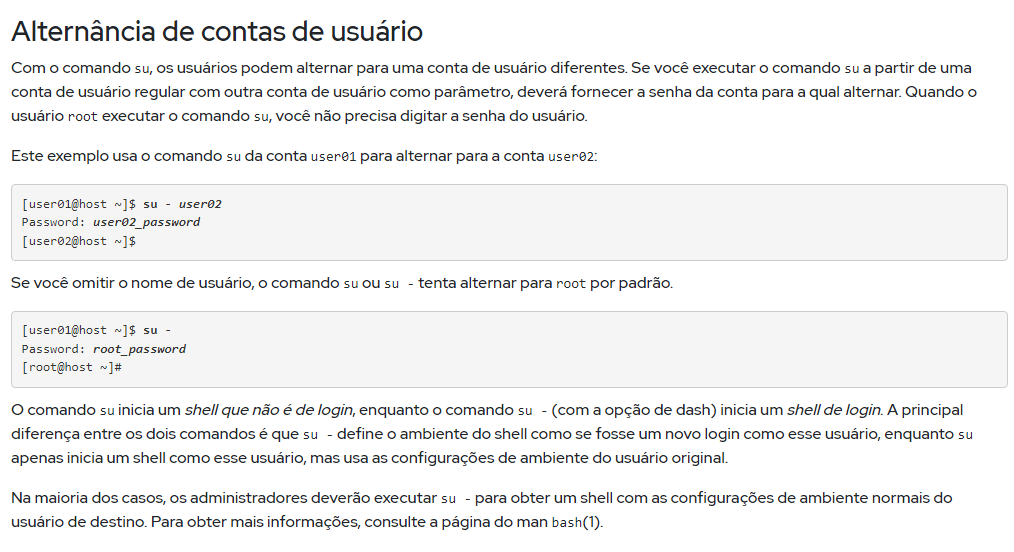 Alternância de contas de usuário
Com o comando su, os usuários podem alternar para uma conta de usuário diferentes. Se você executar o comando su a partir de uma
conta de usuário regular com outra conta de usuário como parâmetro, deverá fornecer a senha da conta para a qual alternar. Quando o
usuário root executar o comando su, você não precisa digitar a senha do usuário.
Este exemplo usa o comando su da conta user01 para alternar para a conta user02:
[user01@host ~]$ su - user02
Password: user02_password
[user02@host ~]$
Se você omitir o nome de usuário, o comando su ou su - tenta alternar para root por padrão.
[user01@host ~]$ su -
Password: root_password
[root@host ~]#
O comando su inicia um shell que não é de login, enquanto o comando su - (com a opção de dash) inicia um shell de login. A principal
diferença entre os dois comandos é que su - define o ambiente do shell como se fosse um novo login como esse usuário, enquanto su
apenas inicia um shell como esse usuário, mas usa as configurações de ambiente do usuário original.
Na maioria dos casos, os administradores deverão executar su - para obter um shell com as configurações de ambiente normais do
usuário de destino. Para obter mais informações, consulte a página do man bash(1).